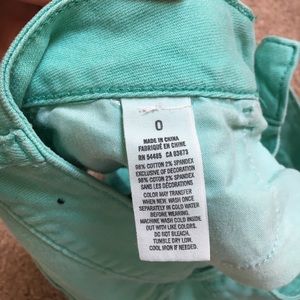 0
MADE IN CHINA
FABRIQUÉ EN CHINE
RN 54485 CA 03673
98% COTTON 2% SPANDEX
EXCLUSIVE OF DECORATION
98% COTON 2% SPANDEX
SANS LES DÉCORATIONS
COLOR MAY TRANSFER
WHEN NEW. WASH ONCE
SEPARATELY IN COLD WATER
BEFORE WEARING.
MACHINE WASH COLD INSIDE
OUT WITH LIKE COLORS.
DO NOT BLEACH.
TUMBLE DRY LOW.
COOL IRON IF NEEDED.